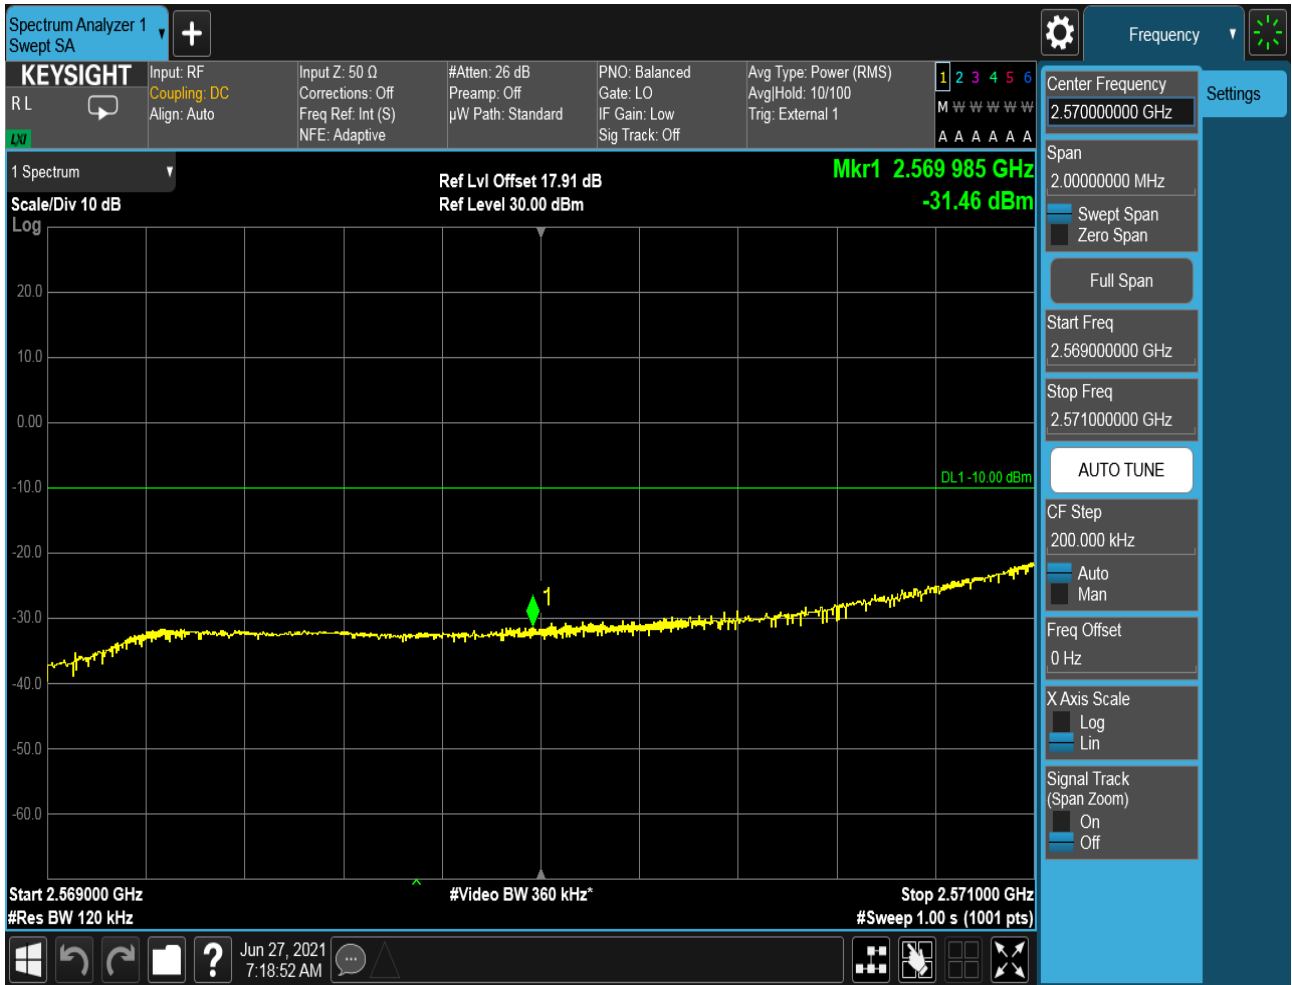 Spectrum Analyzer 1
Swept SA
Frequency
KEYSIGHT
R L
LXI
Input: RF
Coupling: DC
Align: Auto
Input Z: 50 Ω
Corrections: Off
Freq Ref: Int (S)
NFE: Adaptive
#Atten: 26 dB
Preamp: Off
µW Path: Standard
PNO: Balanced
Gate: LO
IF Gain: Low
Sig Track: Off
Avg Type: Power (RMS)
Avg|Hold: 10/100
Trig: External 1
1 2 3 4 5 6
M W W W W W
A A A A A A
1 Spectrum
Scale/Div 10 dB
Log
Ref Lvl Offset 17.91 dB
Ref Level 30.00 dBm
Mkr1 2.569 985 GHz
-31.46 dBm
20.0
10.0
0.00
-10.0
-20.0
-30.0
-40.0
-50.0
-60.0
DL1 -10.00 dBm
1
Start 2.569000 GHz
#Res BW 120 kHz
#Video BW 360 kHz*
Stop 2.571000 GHz
#Sweep 1.00 s (1001 pts)
Center Frequency
2.570000000 GHz
Settings
Span
2.00000000 MHz
Swept Span
Zero Span
Full Span
Start Freq
2.569000000 GHz
Stop Freq
2.571000000 GHz
AUTO TUNE
CF Step
200.000 kHz
Auto
Man
Freq Offset
0 Hz
X Axis Scale
Log
Lin
Signal Track
(Span Zoom)
On
Off
?
Jun 27, 2021
7:18:52 AM